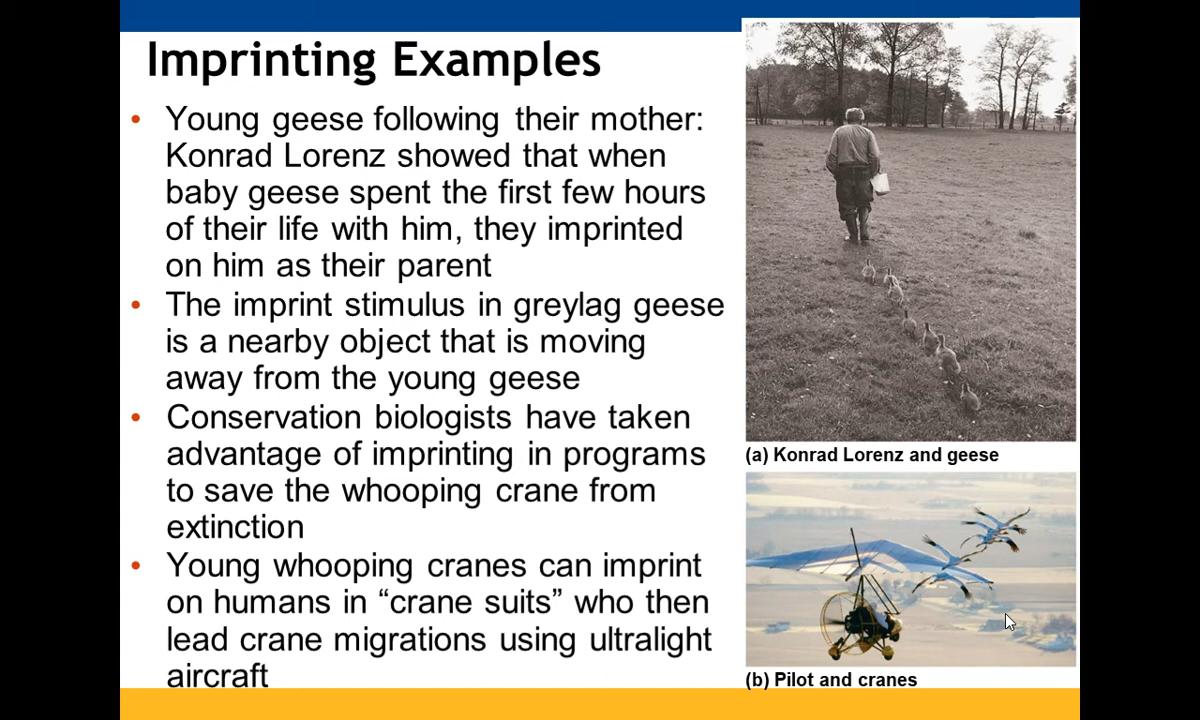 Imprinting Examples
• Young geese following their mother:
Konrad Lorenz showed that when
baby geese spent the first few hours
of their life with him, they imprinted
on him as their parent
• The imprint stimulus in greylag geese
is a nearby object that is moving
away from the young geese
• Conservation biologists have taken
advantage of imprinting in programs
to save the whooping crane from
extinction
• Young whooping cranes can imprint
on humans in “crane suits” who then
lead crane migrations using ultralight
aircraft
(a) Konrad Lorenz and geese
(b) Pilot and cranes